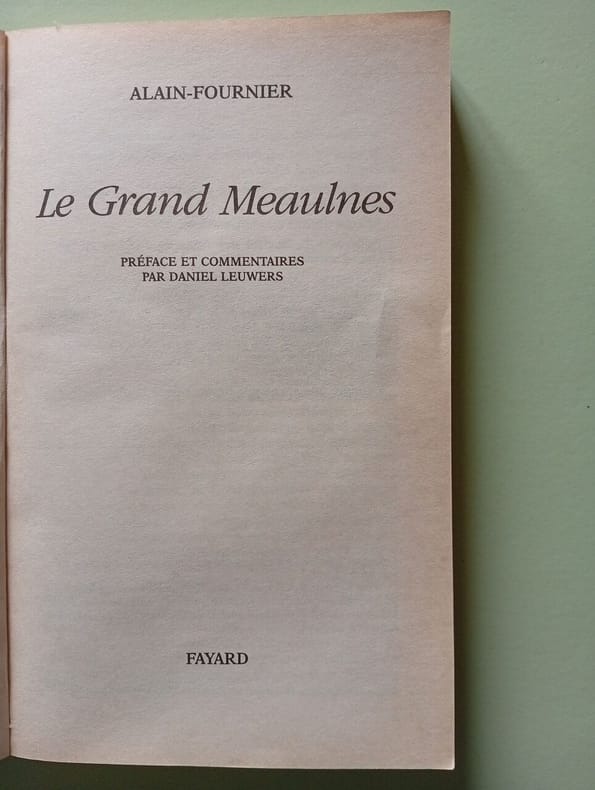 ALAIN-FOURNIER
Le Grand Meaulnes
PRÉFACE ET COMMENTAIRES
PAR DANIEL LEUWERS
FAYARD